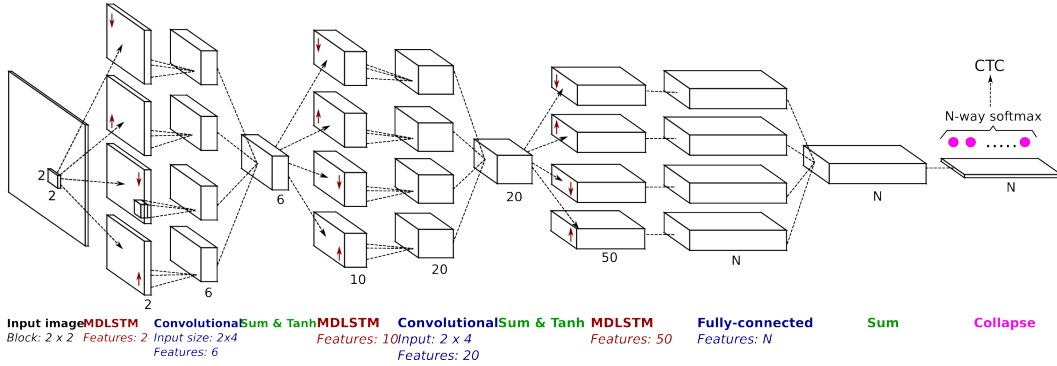 CTC
N-way softmax
.....
2
2
2
6
6
10
20
20
50
N
N
N
Input image
Block: 2 x 2
MDLSTM
Features: 2
Convolutional
Input size: 2x4
Features: 6
Sum & Tanh
MDLSTM
Features: 10
Convolutional
Input: 2 x 4
Features: 20
Sum & Tanh
MDLSTM
Features: 50
Fully-connected
Features: N
Sum
Collapse